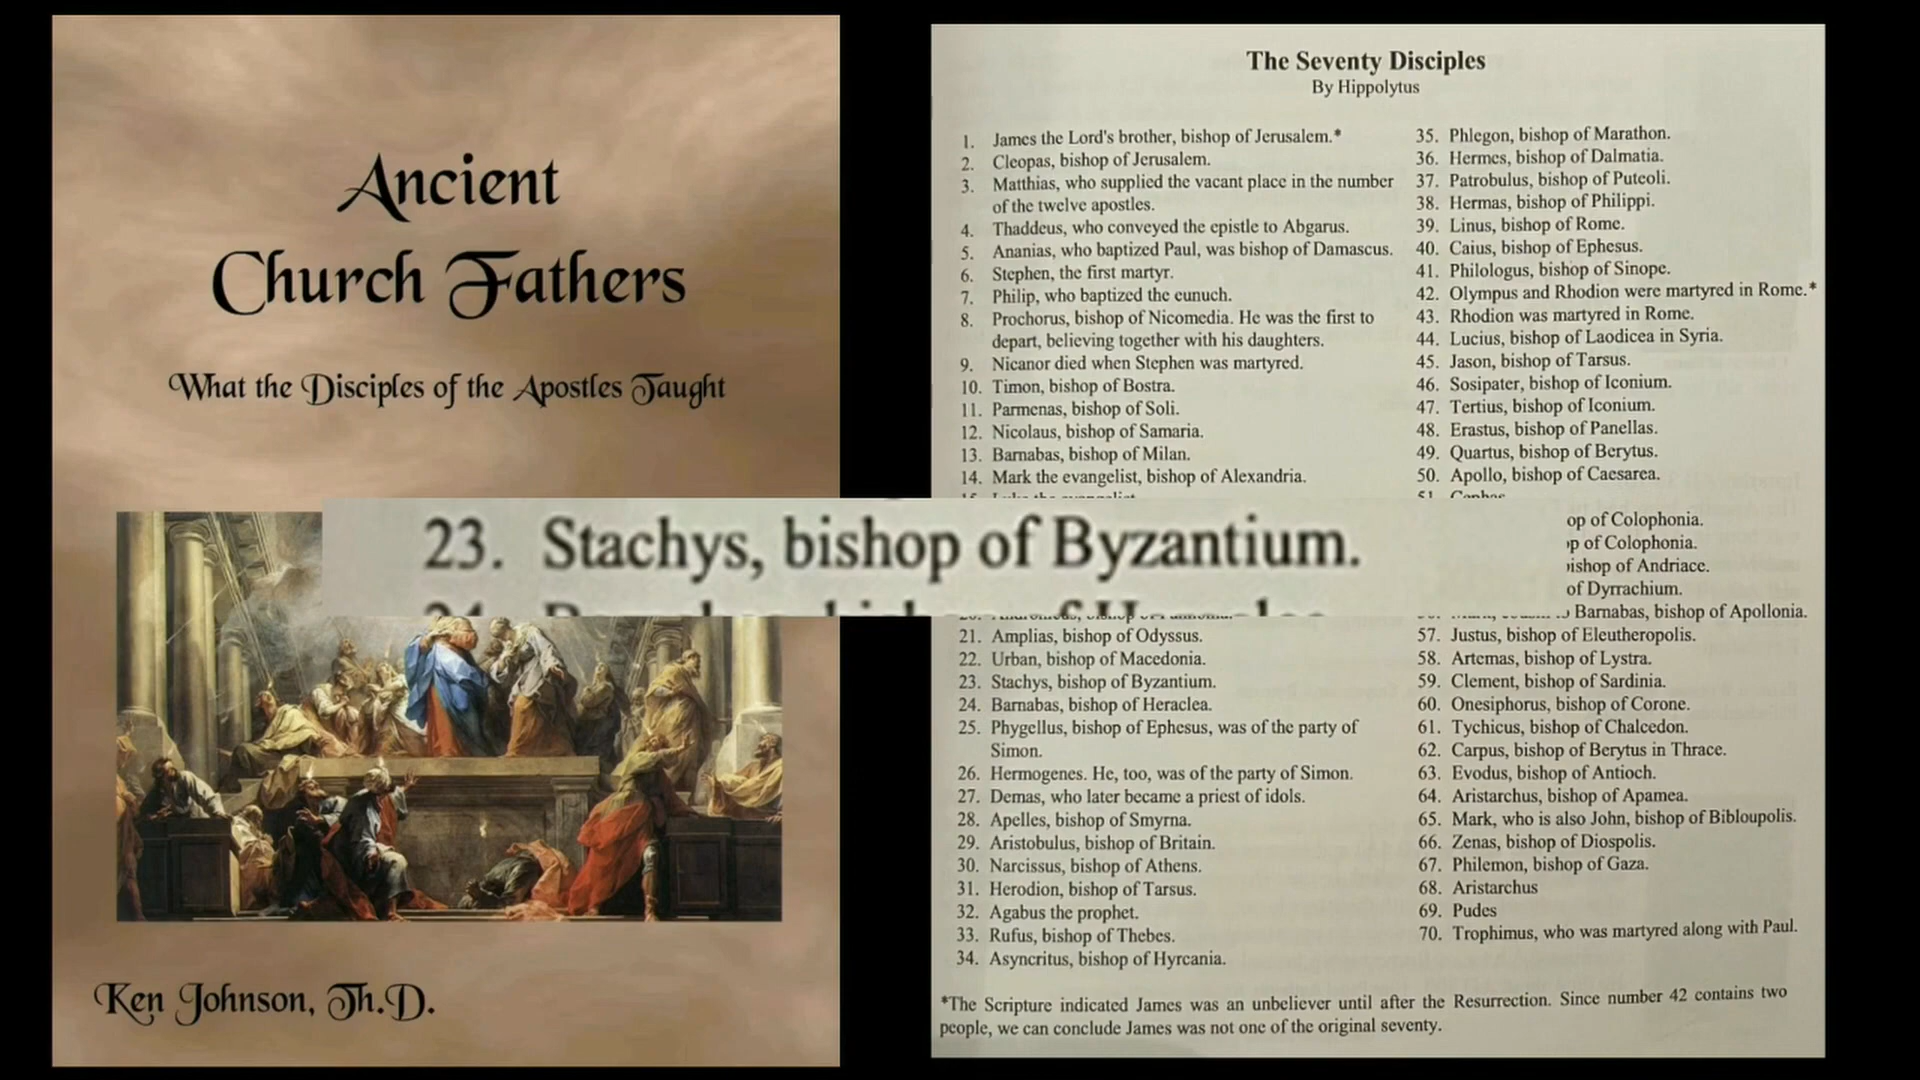 Ancient
Church Fathers
What the Disciples of the Apostles Taught
Ken Johnson, Th.D.
The Seventy Disciples
By Hippolytus
1. James the Lord's brother, bishop of Jerusalem.*
2. Cleopas, bishop of Jerusalem.
3. Matthias, who supplied the vacant place in the number
of the twelve apostles.
4. Thaddeus, who conveyed the epistle to Abgarus.
5. Ananias, who baptized Paul, was bishop of Damascus.
6. Stephen, the first martyr.
7. Philip, who baptized the eunuch.
8. Prochorus, bishop of Nicomedia. He was the first to
depart, believing together with his daughters.
9. Nicanor died when Stephen was martyred.
10. Timon, bishop of Bostra.
11. Parmenas, bishop of Soli.
12. Nicolaus, bishop of Samaria.
13. Barnabas, bishop of Milan.
14. Mark the evangelist, bishop of Alexandria.
23. Stachys, bishop of Byzantium.
21. Amplias, bishop of Odyssus.
22. Urban, bishop of Macedonia.
23. Stachys, bishop of Byzantium.
24. Barnabas, bishop of Heraclea.
25. Phygellus, bishop of Ephesus, was of the party of
Simon.
26. Hermogenes. He, too, was of the party of Simon.
27. Demas, who later became a priest of idols.
28. Apelles, bishop of Smyrna.
29. Aristobulus, bishop of Britain.
30. Narcissus, bishop of Athens.
31. Herodion, bishop of Tarsus.
32. Agabus the prophet.
33. Rufus, bishop of Thebes.
34. Asyncritus, bishop of Hyrcania.
35. Phlegon, bishop of Marathon.
36. Hermes, bishop of Dalmatia.
37. Patrobulus, bishop of Puteoli.
38. Hermas, bishop of Philippi.
39. Linus, bishop of Rome.
40. Caius, bishop of Ephesus.
41. Philologus, bishop of Sinope.
42. Olympus and Rhodion were martyred in Rome.*
43. Rhodion was martyred in Rome.
44. Lucius, bishop of Laodicea in Syria.
45. Jason, bishop of Tarsus.
46. Sosipater, bishop of Iconium.
47. Tertius, bishop of Iconium.
48. Erastus, bishop of Panellas.
49. Quartus, bishop of Berytus.
50. Apollo, bishop of Caesarea.
of Colophonia.
of Colophonia.
of Andriace.
of Dyrrachium.
Barnabas, bishop of Apollonia.
57. Justus, bishop of Eleutheropolis.
58. Artemas, bishop of Lystra.
59. Clement, bishop of Sardinia.
60. Onesiphorus, bishop of Corone.
61. Tychicus, bishop of Chalcedon.
62. Carpus, bishop of Berytus in Thrace.
63. Evodus, bishop of Antioch.
64. Aristarchus, bishop of Apamea.
65. Mark, who is also John, bishop of Bibloupolis.
66. Zenas, bishop of Diospolis.
67. Philemon, bishop of Gaza.
68. Aristarchus
69. Pudes
70. Trophimus, who was martyred along with Paul.
*The Scripture indicated James was an unbeliever until after the Resurrection. Since number 42 contains two
people, we can conclude James was not one of the original seventy.